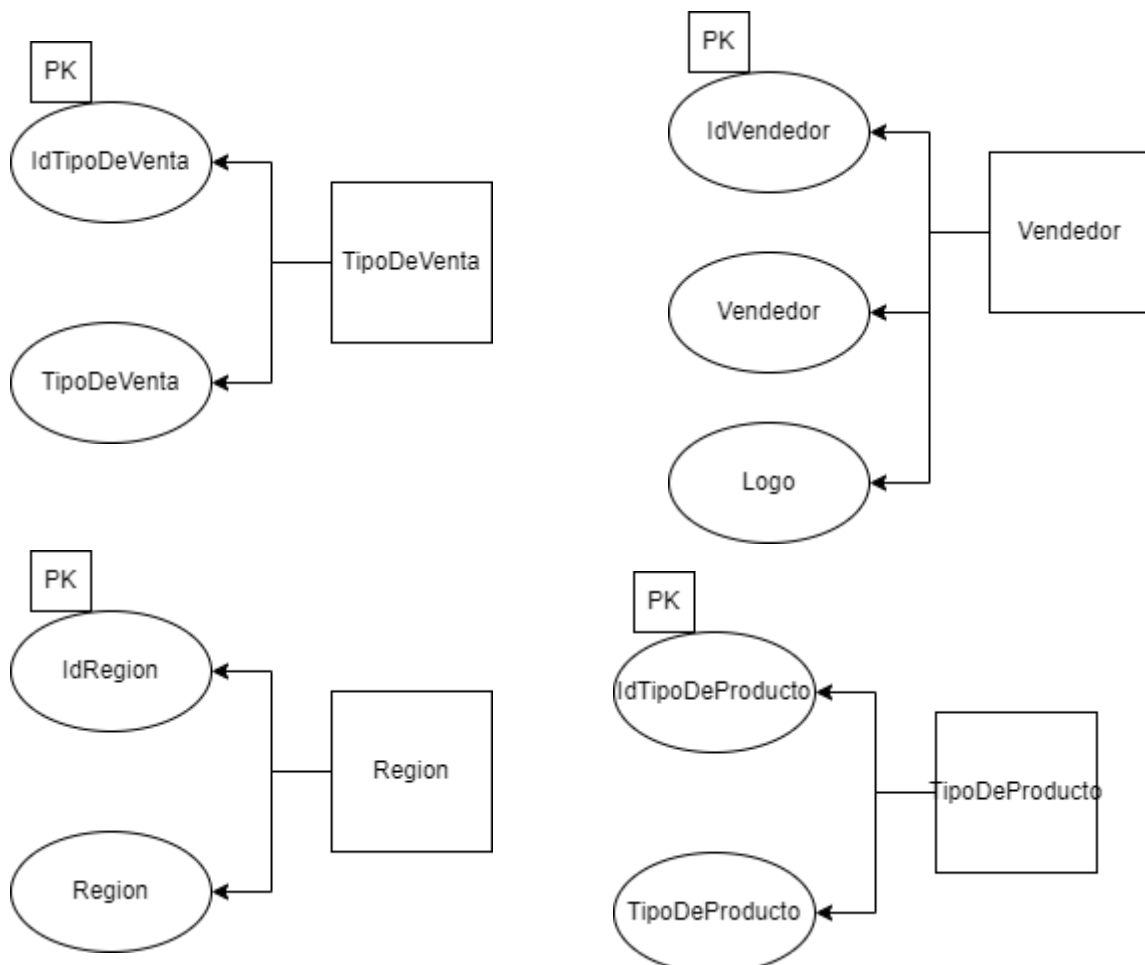 PK
IdTipoDeVenta
TipoDeVenta
TipoDeVenta
PK
IdVendedor
Vendedor
Vendedor
Logo
PK
IdRegion
Region
Region
PK
IdTipoDeProducto
TipoDeProducto
TipoDeProducto